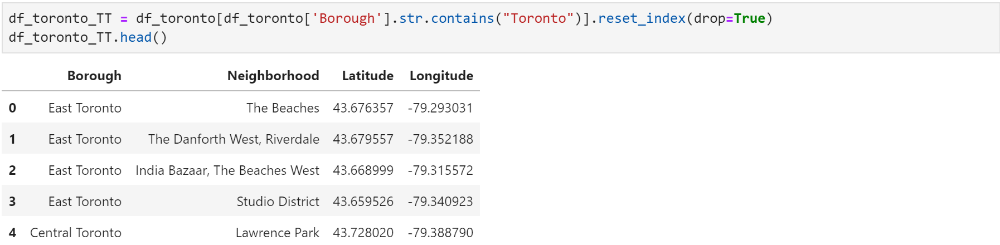 df_toronto_TT = df_toronto[df_toronto['Borough'].str.contains("Toronto")].reset_index(drop=True)
df_toronto_TT.head()
Borough Neighborhood Latitude Longitude
0 East Toronto The Beaches 43.676357 -79.293031
1 East Toronto The Danforth West, Riverdale 43.679557 -79.352188
2 East Toronto India Bazaar, The Beaches West 43.668999 -79.315572
3 East Toronto Studio District 43.659526 -79.340923
4 Central Toronto Lawrence Park 43.728020 -79.388790